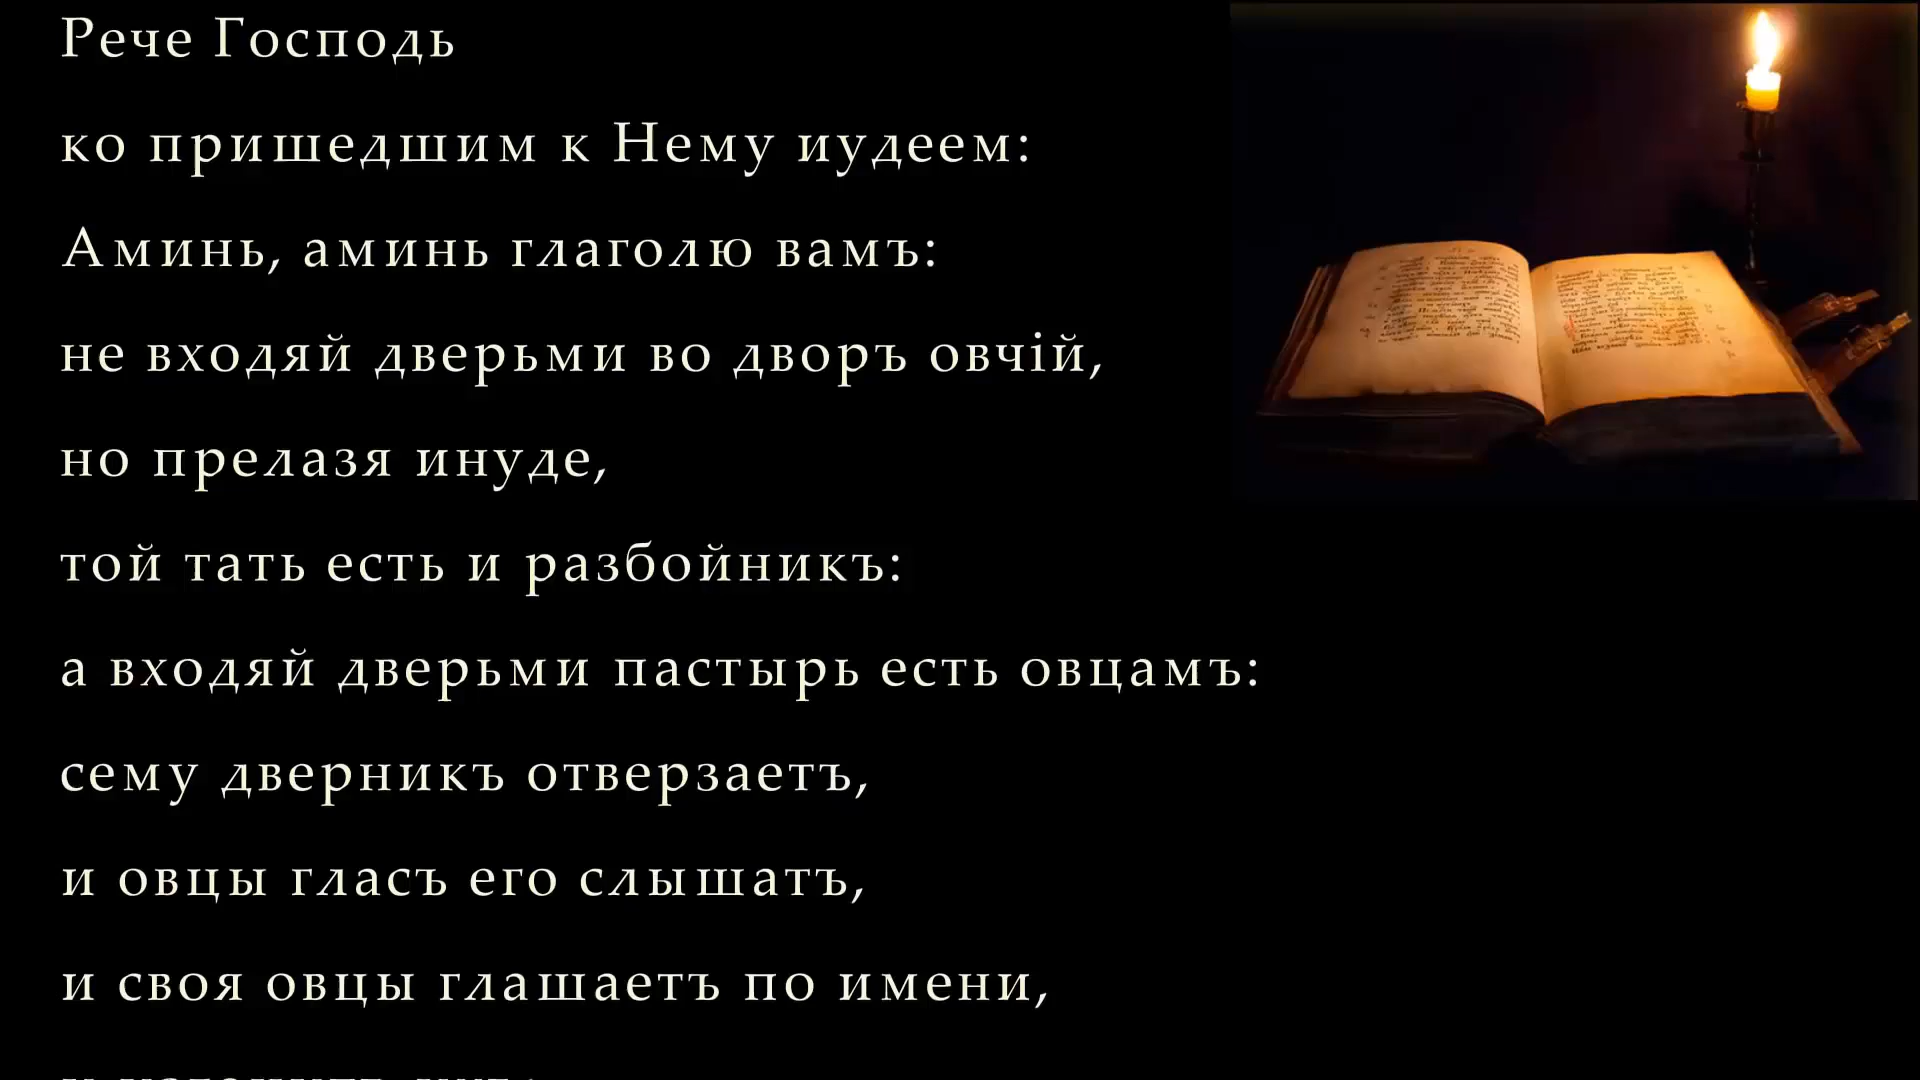 Рече Господь
ко пришедшим к Нему иудеем:
Аминь, аминь глаголю вамъ:
не входяй дверьми во дворъ овчій,
но прелазя инуде,
той тать есть и разбойникъ:
а входяй дверьми пастырь есть овцамъ:
сему дверникъ отверзаетъ,
и овцы гласъ его слышатъ,
и своя овцы глашаетъ по имени,